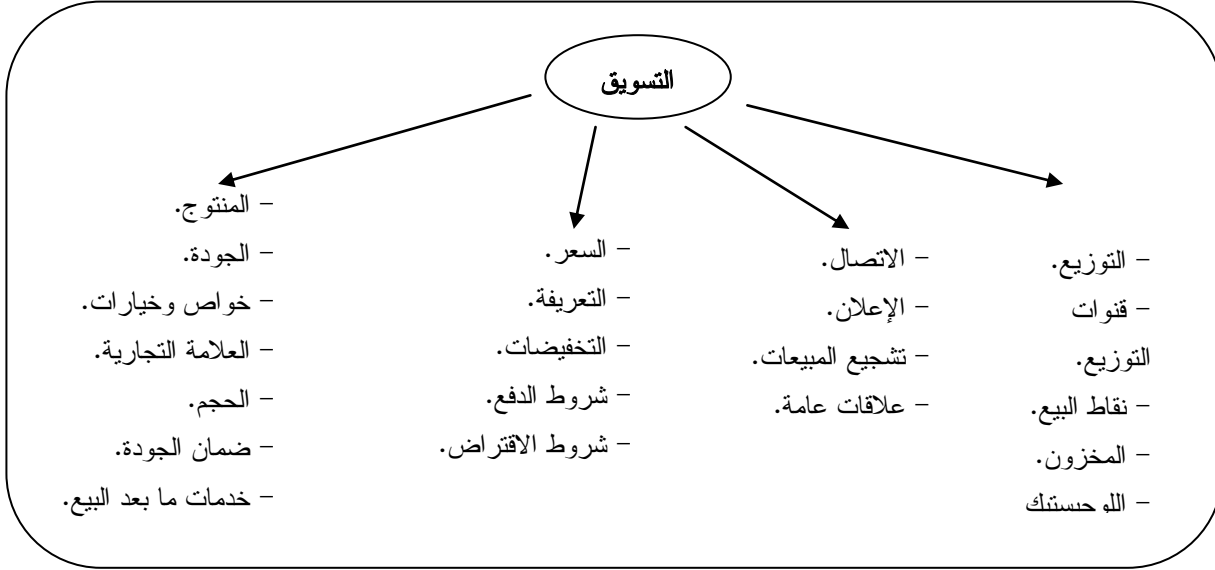 التسويق
– التوزيع.
– قنوات
التوزيع.
– نقاط البيع.
– المخزون.
– اللوجيستيك
– الاتصال.
– الإعلان.
– تشجيع المبيعات.
– علاقات عامة.
– السعر.
– التعريفة.
– التخفيضات.
– شروط الدفع.
– شروط الاقتراض.
– المنتوج.
– الجودة.
– خواص وخيارات.
– العلامة التجارية.
– الحجم.
– ضمان الجودة.
– خدمات ما بعد البيع.